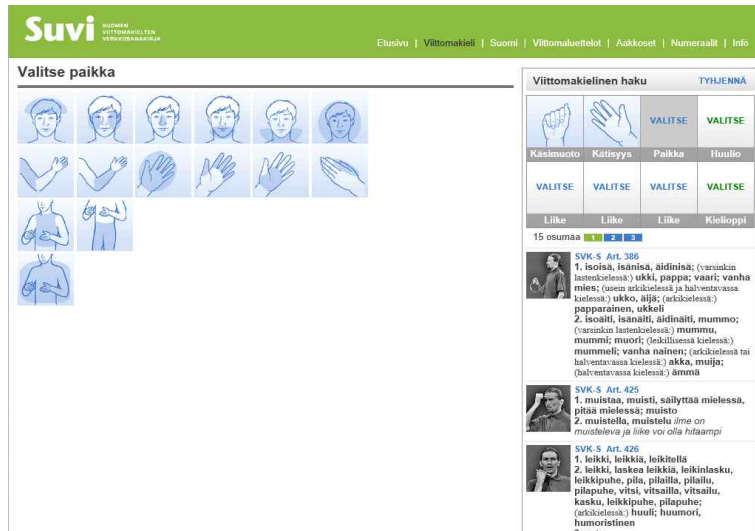 Suvi SUOMEN
VIITTOMAKIELTEN
VERKKOSANAKIRJA
Etusivu | Viittomakieli | Suomi | Viittomaluettelot | Aakkoset | Numeraalit | Info
Valitse paikka
Viittomakielinen haku TYHJENNÄ
VALITSE VALITSE
Käsimuoto Kätisyys Paikka Huulio
VALITSE VALITSE VALITSE VALITSE
Liike Liike Liike Kielioppi
15 osumaa 1 2 3
SVK-S Art. 386
1. isoisä, isänisä, äidinisä; (varsinkin
lastenkielessä:) ukki, pappa; vaari; vanha
mies; (usein arkikielessä ja halventavassa
kielessä:) ukko, äijä; (arkikielessä:)
papparainen, ukkeli
2. isoäiti, isänäiti, äidinäiti, mummo;
(varsinkin lastenkielessä:) mummu,
mummi; muori; (leikillisessä kielessä:)
mummeli; vanha nainen; (arkikielessä tai
halventavassa kielessä:) akka, muija;
(halventavassa kielessä:) ämmä
SVK-S Art. 425
1. muistaa, muisti, säilyttää mielessä,
pitää mielessä; muisto
2. muistella, muistelu ilme on
muisteleva ja liike voi olla hitaampi
SVK-S Art. 426
1. leikki, leikkiä, leikitellä
2. leikki, laskea leikkiä, leikinlasku,
leikkipuhe, pila, pilailla, pilailu,
pilapuhe, vitsi, vitsailla, vitsailu,
kasku, leikkipuhe, pilapuhe;
(arkikielessä:) huuli; huumori,
humoristinen